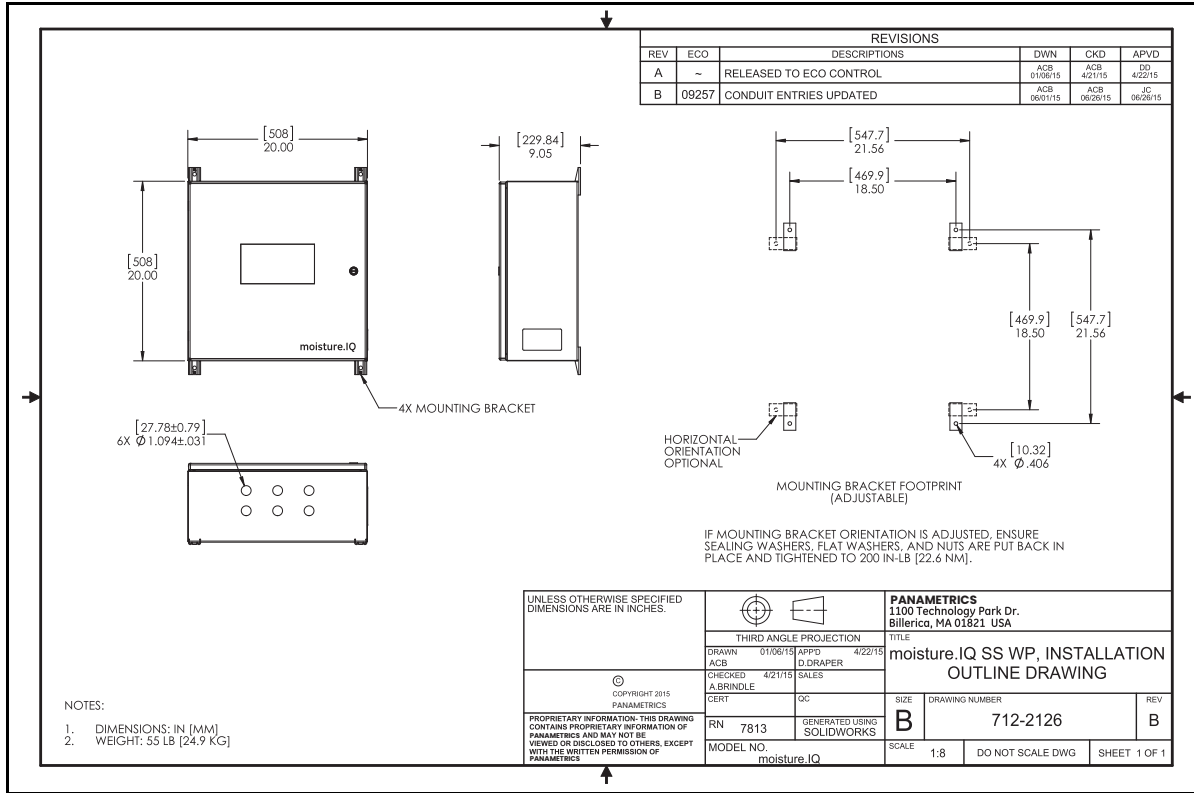 REVISIONS
REV ECO DESCRIPTIONS DWN CKD APVD
A ~ RELEASED TO ECO CONTROL ACB 01/06/15 ACB 4/21/15 DD 4/22/15
B 09257 CONDUIT ENTRIES UPDATED ACB 06/01/15 ACB 06/26/15 JC 06/26/15
[508]
20.00
[229.84]
9.05
[547.7]
21.56
[469.9]
18.50
[508]
20.00
moisture.IQ
[469.9]
18.50
[547.7]
21.56
4X MOUNTING BRACKET
[27.78±0.79]
6X Ø 1.094±.031
HORIZONTAL
ORIENTATION
OPTIONAL
[10.32]
4X Ø .406
MOUNTING BRACKET FOOTPRINT
(ADJUSTABLE)
IF MOUNTING BRACKET ORIENTATION IS ADJUSTED, ENSURE
SEALING WASHERS, FLAT WASHERS, AND NUTS ARE PUT BACK IN
PLACE AND TIGHTENED TO 200 IN-LB [22.6 NM].
NOTES:
1. DIMENSIONS: IN [MM]
2. WEIGHT: 55 LB [24.9 KG]
UNLESS OTHERWISE SPECIFIED
DIMENSIONS ARE IN INCHES.
©
COPYRIGHT 2015
PANAMETRICS
PROPRIETARY INFORMATION- THIS DRAWING
CONTAINS PROPRIETARY INFORMATION OF
PANAMETRICS AND MAY NOT BE
VIEWED OR DISCLOSED TO OTHERS, EXCEPT
WITH THE WRITTEN PERMISSION OF
PANAMETRICS
THIRD ANGLE PROJECTION
DRAWN 01/06/15 APP'D 4/22/15
ACB D.DRAPER
CHECKED 4/21/15 SALES
A.BRINDLE
CERT QC
RN 7813 GENERATED USING
SOLIDWORKS
MODEL NO.
moisture.IQ
PANAMETRICS
1100 Technology Park Dr.
Billerica, MA 01821 USA
TITLE
moisture.IQ SS WP, INSTALLATION
OUTLINE DRAWING
SIZE DRAWING NUMBER REV
B 712-2126 B
SCALE 1:8 DO NOT SCALE DWG SHEET 1 OF 1